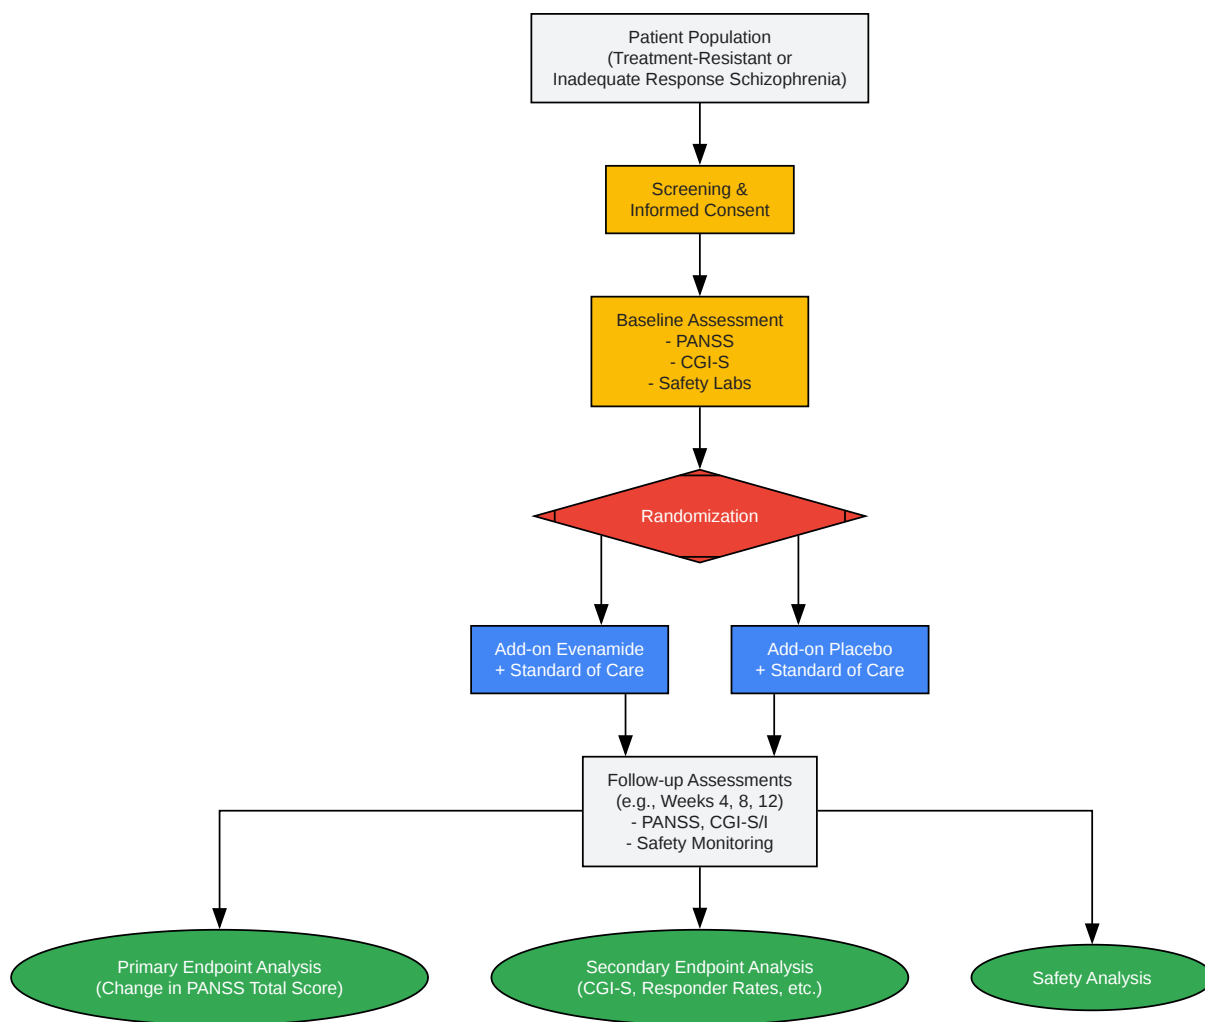 Patient Population
(Treatment-Resistant or
Inadequate Response Schizophrenia)
Screening &
Informed Consent
Baseline Assessment
- PANSS
- CGI-S
- Safety Labs
Randomization
Add-on Evenamide
+ Standard of Care
Add-on Placebo
+ Standard of Care
Follow-up Assessments
(e.g., Weeks 4, 8, 12)
- PANSS, CGI-S/I
- Safety Monitoring
Primary Endpoint Analysis
(Change in PANSS Total Score)
Secondary Endpoint Analysis
(CGI-S, Responder Rates, etc.)
Safety Analysis